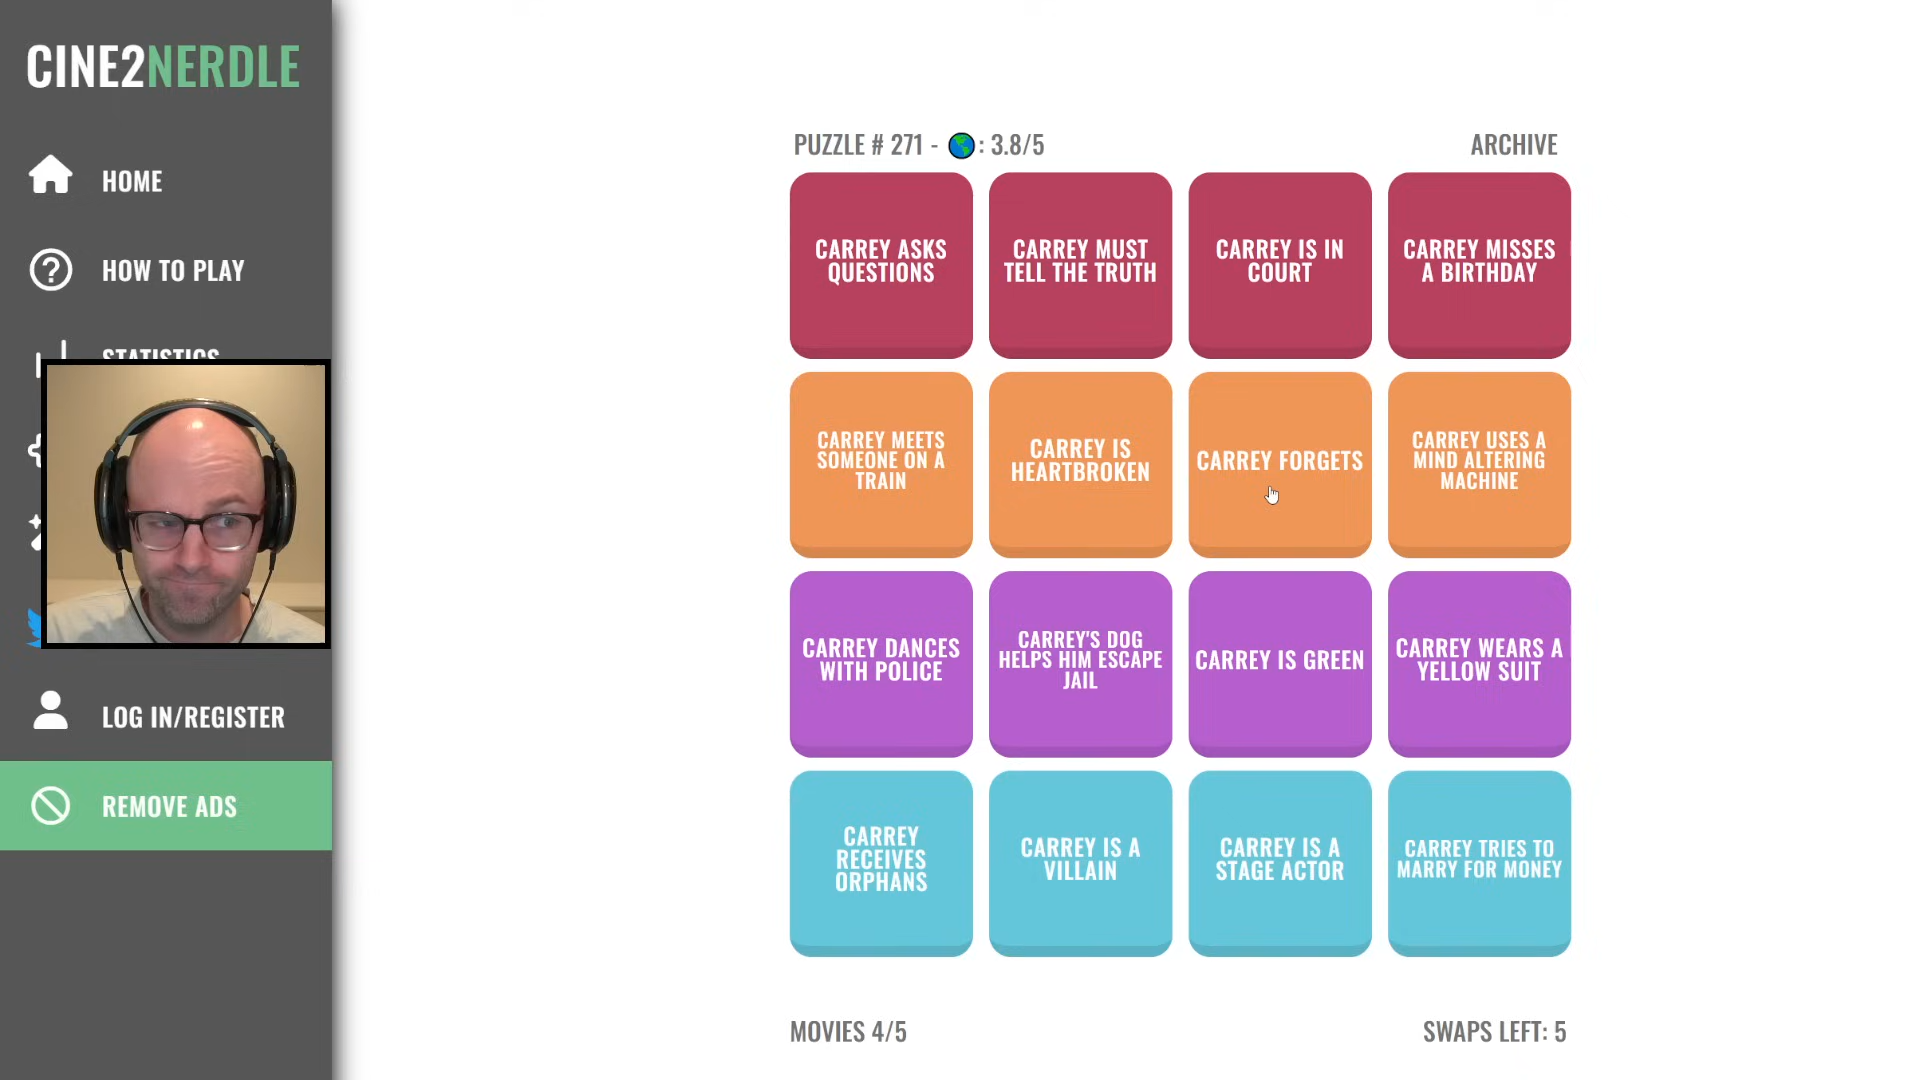 CINE2NERDLE
HOME
HOW TO PLAY
STATISTICS
LOG IN/REGISTER
REMOVE ADS
PUZZLE # 271 - : 3.8/5
ARCHIVE
CARREY ASKS
QUESTIONS
CARREY MUST
TELL THE TRUTH
CARREY IS IN
COURT
CARREY MISSES
A BIRTHDAY
CARREY MEETS
SOMEONE ON A
TRAIN
CARREY IS
HEARTBROKEN
CARREY FORGETS
CARREY USES A
MIND ALTERING
MACHINE
CARREY DANCES
WITH POLICE
CARREY'S DOG
HELPS HIM ESCAPE
JAIL
CARREY IS GREEN
CARREY WEARS A
YELLOW SUIT
CARREY
RECEIVES
ORPHANS
CARREY IS A
VILLAIN
CARREY IS A
STAGE ACTOR
CARREY TRIES TO
MARRY FOR MONEY
MOVIES 4/5
SWAPS LEFT: 5